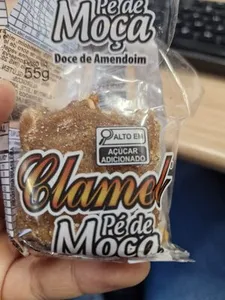 Pé de
Moça
Doce de Amendoim
55g
ALTO EM
AÇÚCAR
ADICIONADO
Clamel
Pé de
Moça